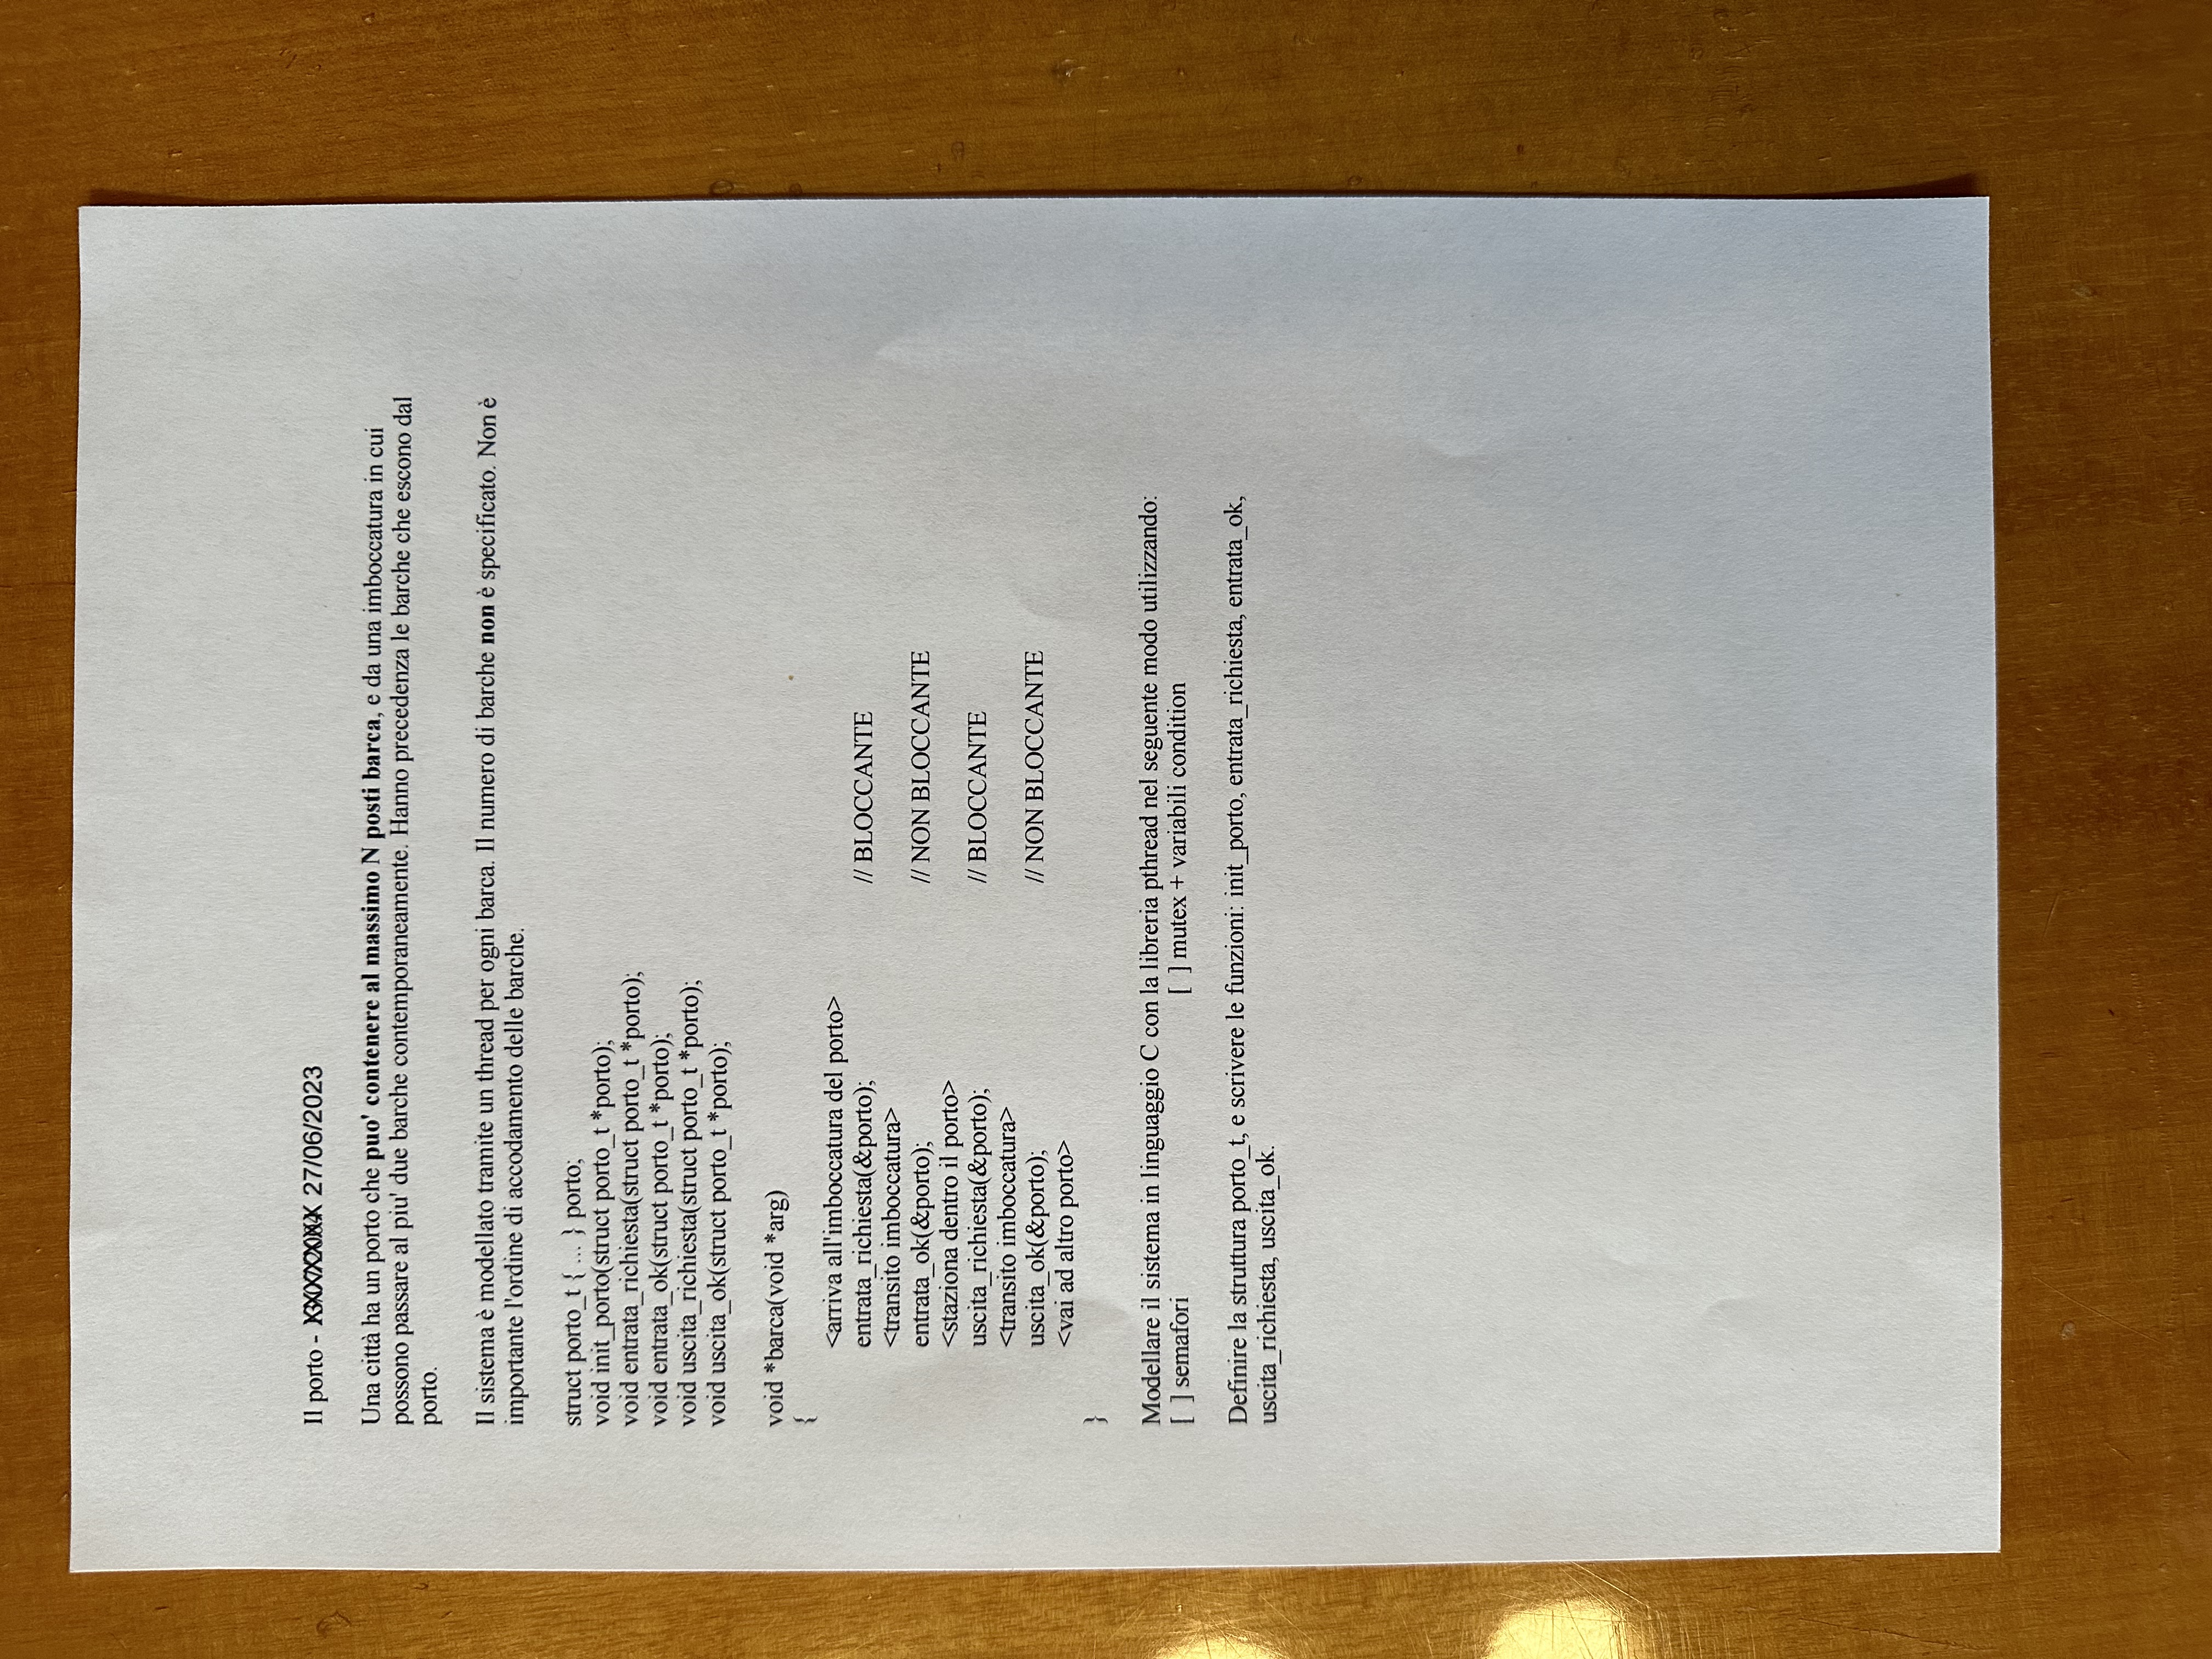 Il porto - 27/06/2023
Una città ha un porto che puo' contenere al massimo N posti barca, e da una imboccatura in cui
possono passare al piu' due barche contemporaneamente. Hanno precedenza le barche che escono dal
porto.
Il sistema è modellato tramite un thread per ogni barca. Il numero di barche non è specificato. Non è
importante l'ordine di accodamento delle barche.
struct porto_t { ... } porto;
void init_porto(struct porto_t *porto);
void entrata_richiesta(struct porto_t *porto);
void entrata_ok(struct porto_t *porto);
void uscita_richiesta(struct porto_t *porto);
void uscita_ok(struct porto_t *porto);
void *barca(void *arg)
{
<arriva all'imboccatura del porto>
entrata_richiesta(&porto); // BLOCCANTE
<transito imboccatura>
entrata_ok(&porto); // NON BLOCCANTE
<staziona dentro il porto>
uscita_richiesta(&porto); // BLOCCANTE
<transito imboccatura>
uscita_ok(&porto); // NON BLOCCANTE
<vai ad altro porto>
}
Modellare il sistema in linguaggio C con la libreria pthread nel seguente modo utilizzando:
[ ] semafori [ ] mutex + variabili condition
Definire la struttura porto_t, e scrivere le funzioni: init_porto, entrata_richiesta, entrata_ok,
uscita_richiesta, uscita_ok.